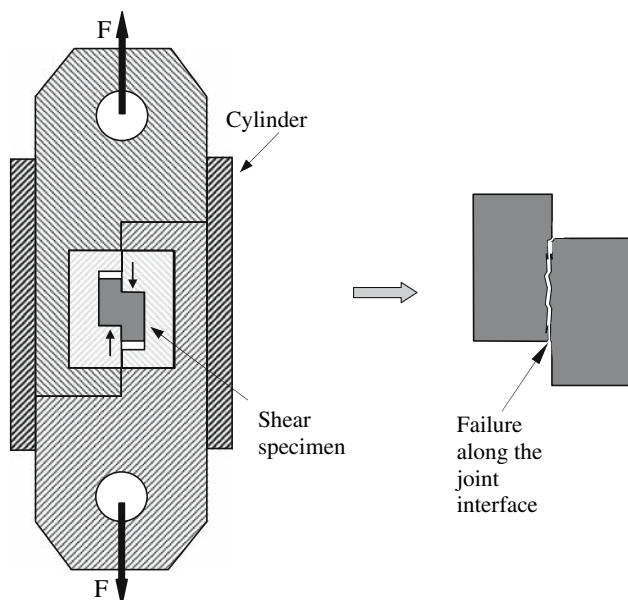 F
Cylinder
Shear
specimen
F
Failure
along the
joint
interface